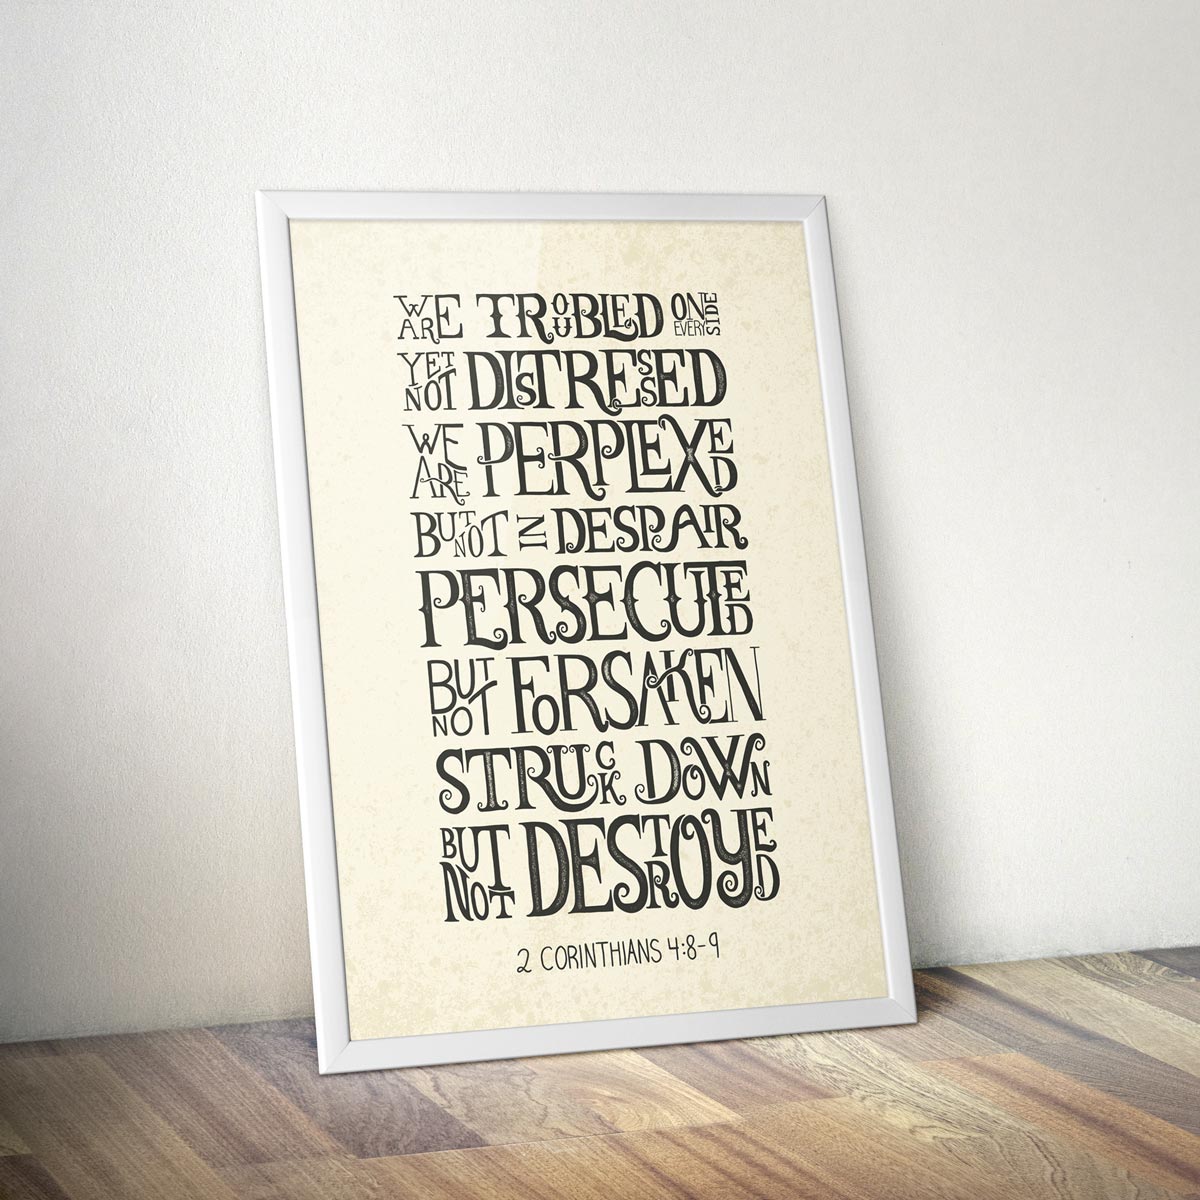 WE ARE TROUBLED ON EVERY SIDE
YET NOT DISTRESSED
WE ARE PERPLEXED
BUT NOT IN DESPAIR
PERSECUTED
BUT NOT FORSAKEN
STRUCK DOWN
BUT NOT DESTROYED
2 CORINTHIANS 4:8-9